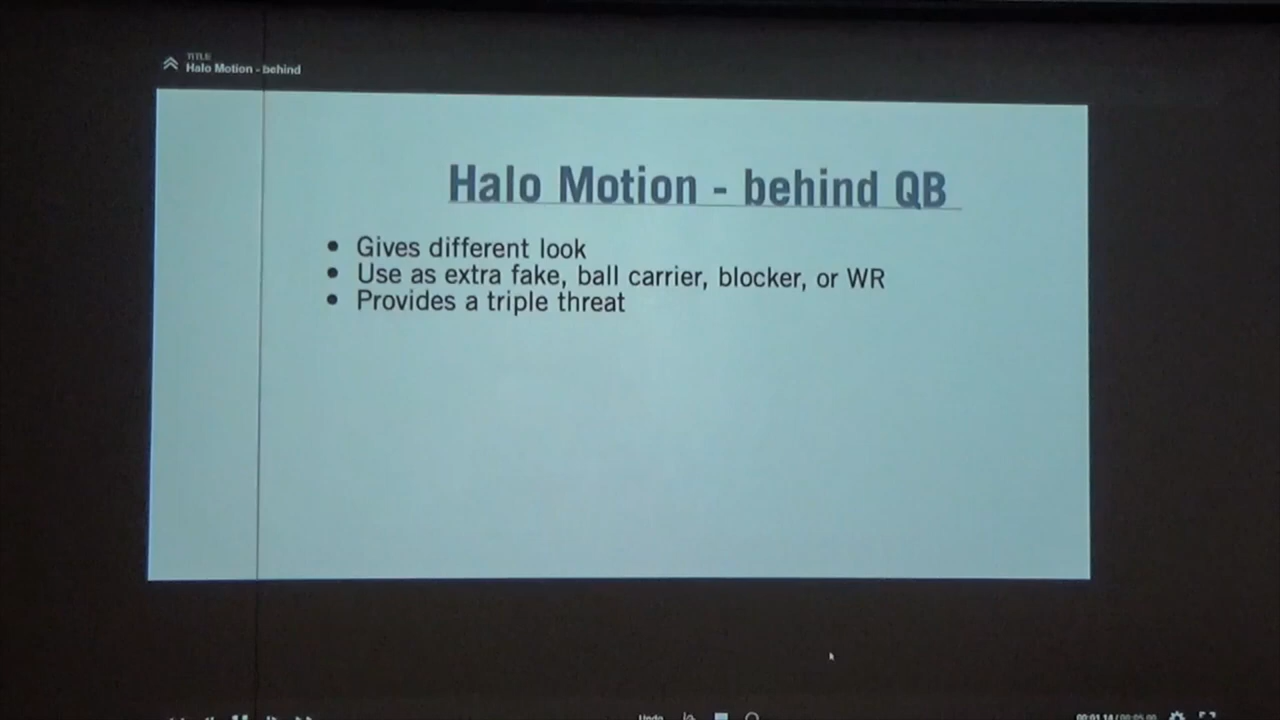 TITLE
Halo Motion - behind
Halo Motion - behind QB
• Gives different look
• Use as extra fake, ball carrier, blocker, or WR
• Provides a triple threat